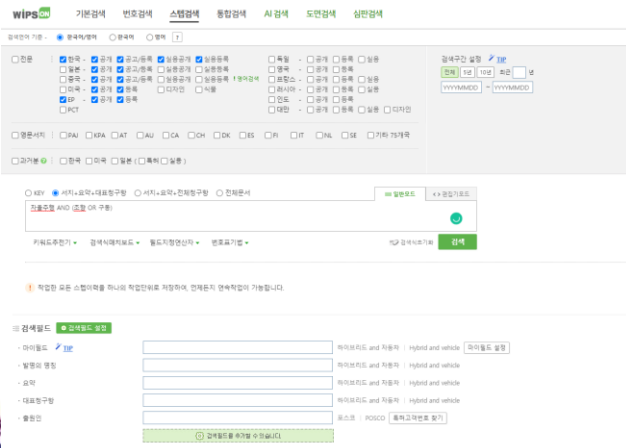 WIPS ON 기본검색 번호검색 스텝검색 통합검색 AI 검색 도면검색 심판검색
검색언어 기준 - 한국어/영어 한국어 영어 ?
전문 한국 - 공개 공고/등록 실용공개 실용등록 독일 - 공개 등록 실용 검색구간 설정 TIP
일본 - 공개 공고/등록 실용공개 실용등록 영국 - 공개 등록 전체 5년 10년 최근 년
중국 - 공개 공고/등록 실용등록 !영어검색 프랑스 - 공개 등록 실용 YYYYMMDD ~ YYYYMMDD
미국 - 공개 등록 디자인 식물 러시아 - 공개 등록 실용
EP - 공개 등록 인도 - 공개 등록
PCT 대만 - 공개 등록 실용 디자인
영문서지 PAJ KPA AT AU CA CH DK ES FI IT NL SE 기타 75개국
과거분 한국 미국 일본 ( 특허 실용 )
KEY 서지+요약+대표청구항 서지+요약+전체청구항 전체문서 일반모드 편집기모드
자율주행 AND (조향 OR 구동)
키워드추천기 검색식매치보드 필드지정연산자 번호표기법 검색식초기화 검색
! 작업한 모든 스텝이력을 하나의 작업단위로 저장하여, 언제든지 연속작업이 가능합니다.
검색필드 검색필드 설정
마이필드 TIP 하이브리드 and 자동차 | Hybrid and vehicle 마이필드 설정
발명의 명칭 하이브리드 and 자동차 | Hybrid and vehicle
요약 하이브리드 and 자동차 | Hybrid and vehicle
대표청구항 하이브리드 and 자동차 | Hybrid and vehicle
출원인 포스코 | POSCO 특허고객번호 찾기
검색필드를 추가할 수 있습니다.